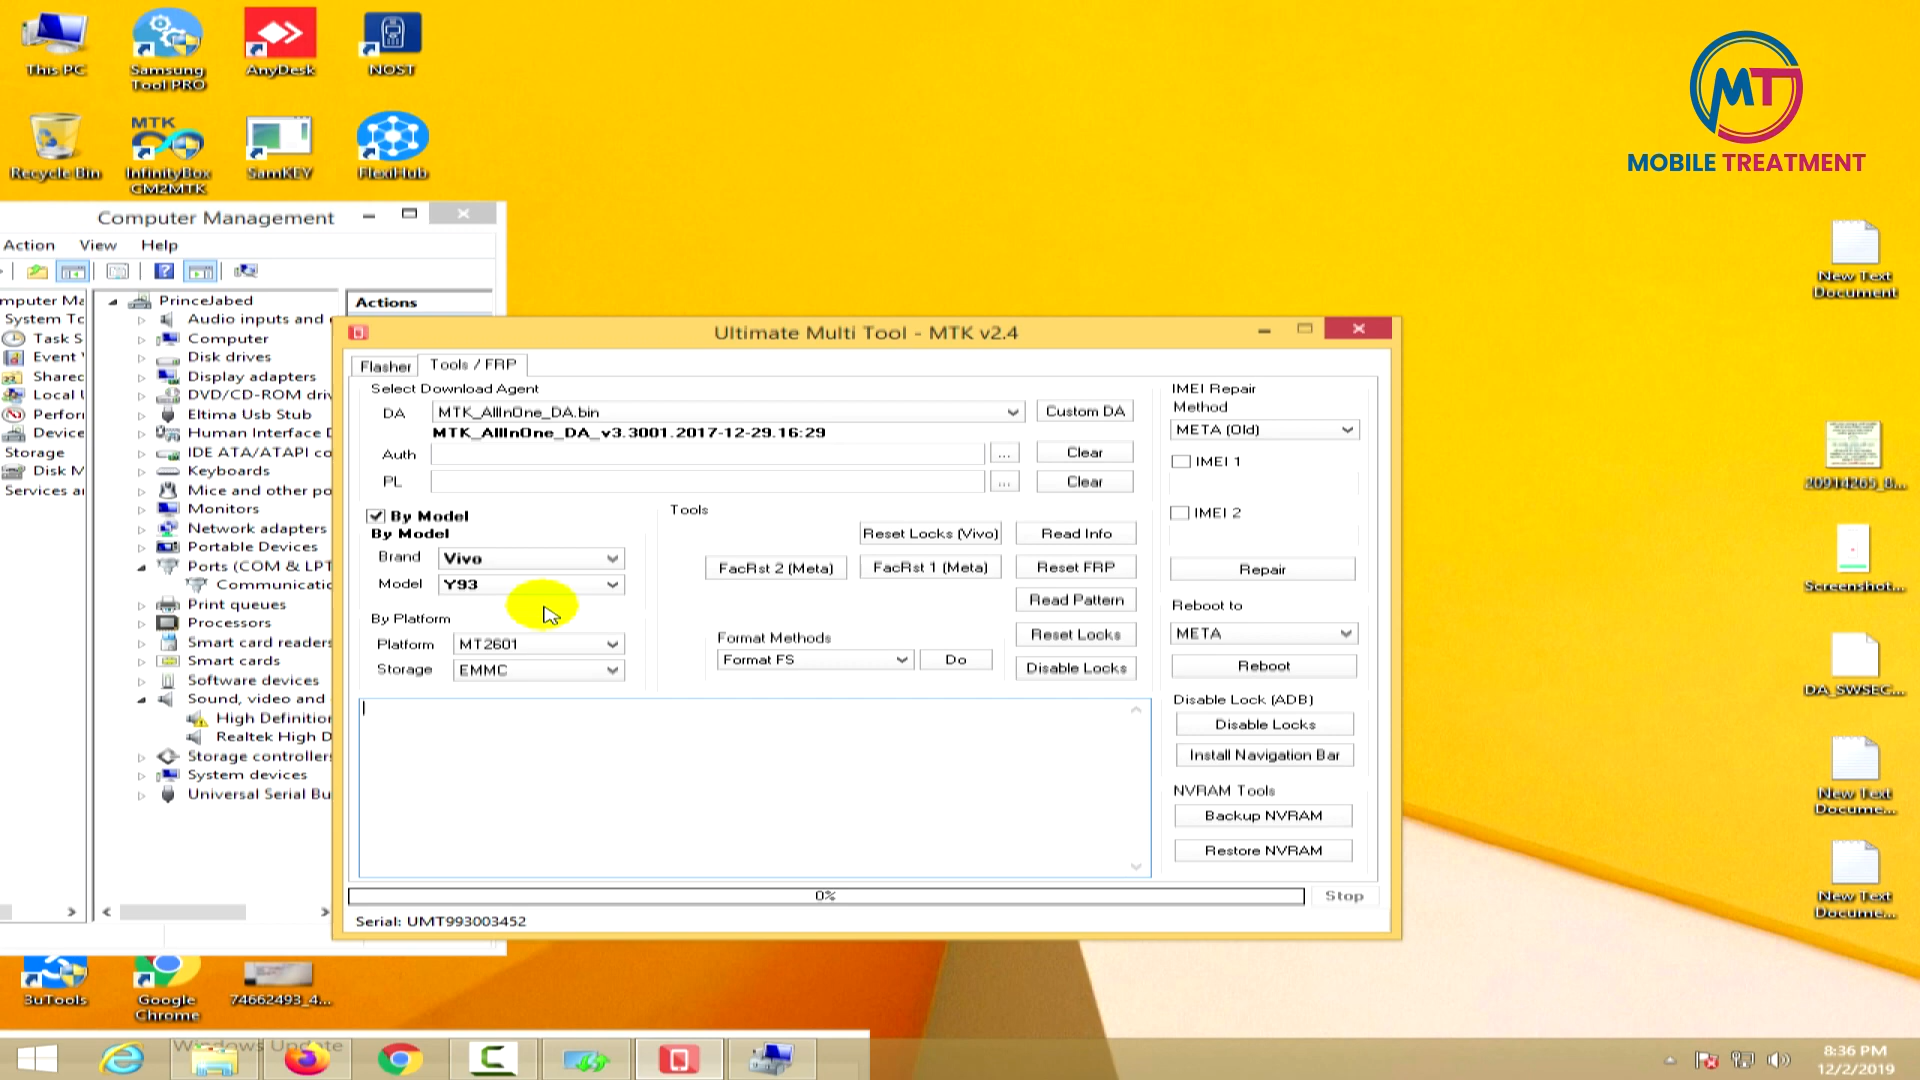 This PC
Samsung
Tool PRO
AnyDesk
NOST
MT
MOBILE TREATMENT
MTK
Recycle Bin
InfinityBox
CM2MTK
SamKEY
FlexiHub
Computer Management
Action View Help
PrinceJabed
System To
Task S
Event
Shared
Local U
Perfor
Device
Storage
Disk M
Services a
Audio inputs and
Computer
Disk drives
Display adapters
DVD/CD-ROM driv
Eltima Usb Stub
Human Interface D
IDE ATA/ATAPI co
Keyboards
Mice and other po
Monitors
Network adapters
Portable Devices
Ports (COM & LPT
Communicatio
Print queues
Processors
Smart card readers
Smart cards
Software devices
Sound, video and
High Definition
Realtek High D
Storage controllers
System devices
Universal Serial Bu
Actions
Ultimate Multi Tool - MTK v2.4
Flasher
Tools / FRP
Select Download Agent
DA
MTK_AllInOne_DA.bin
Custom DA
MTK_AllInOne_DA_v3.3001.2017-12-29.16:29
Auth
...
Clear
PL
...
Clear
By Model
By Model
Brand
Vivo
Model
Y93
By Platform
Platform
MT2601
Storage
EMMC
Tools
Reset Locks (Vivo)
Read Info
FacRst 2 (Meta)
FacRst 1 (Meta)
Reset FRP
Read Pattern
Format Methods
Reset Locks
Format FS
Do
Disable Locks
IMEI Repair
Method
META (Old)
IMEI 1
IMEI 2
Repair
Reboot to
META
Reboot
Disable Lock (ADB)
Disable Locks
Install Navigation Bar
NVRAM Tools
Backup NVRAM
Restore NVRAM
0%
Stop
Serial: UMT993003452
New Text
Document
Screenshot...
DA_SWSEC...
New Text
Docume...
New Text
Docume...
3uTools
Google
Chrome
74662493_4...
Windows Update
8:36 PM
12/2/2019